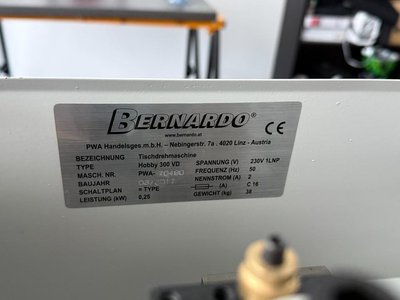 BERNARDO®
www.bernardo.at
CE
PWA Handelsges.m.b.H. – Nebingerstr. 7a . 4020 Linz - Austria
BEZEICHNUNG Tischdrehmaschine
TYPE Hobby 300 VD SPANNUNG (V) 230V 1LNP
MASCH. NR. PWA- FREQUENZ (Hz) 50
BAUJAHR NENNSTROM (A) 2
SCHALTPLAN = TYPE (A) C 16
LEISTUNG (kW) 0,25 GEWICHT (kg) 38